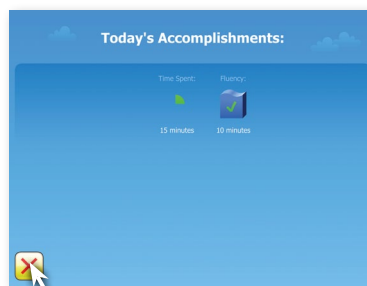 Today's Accomplishments:
Time Spent: Fluency:
15 minutes 10 minutes